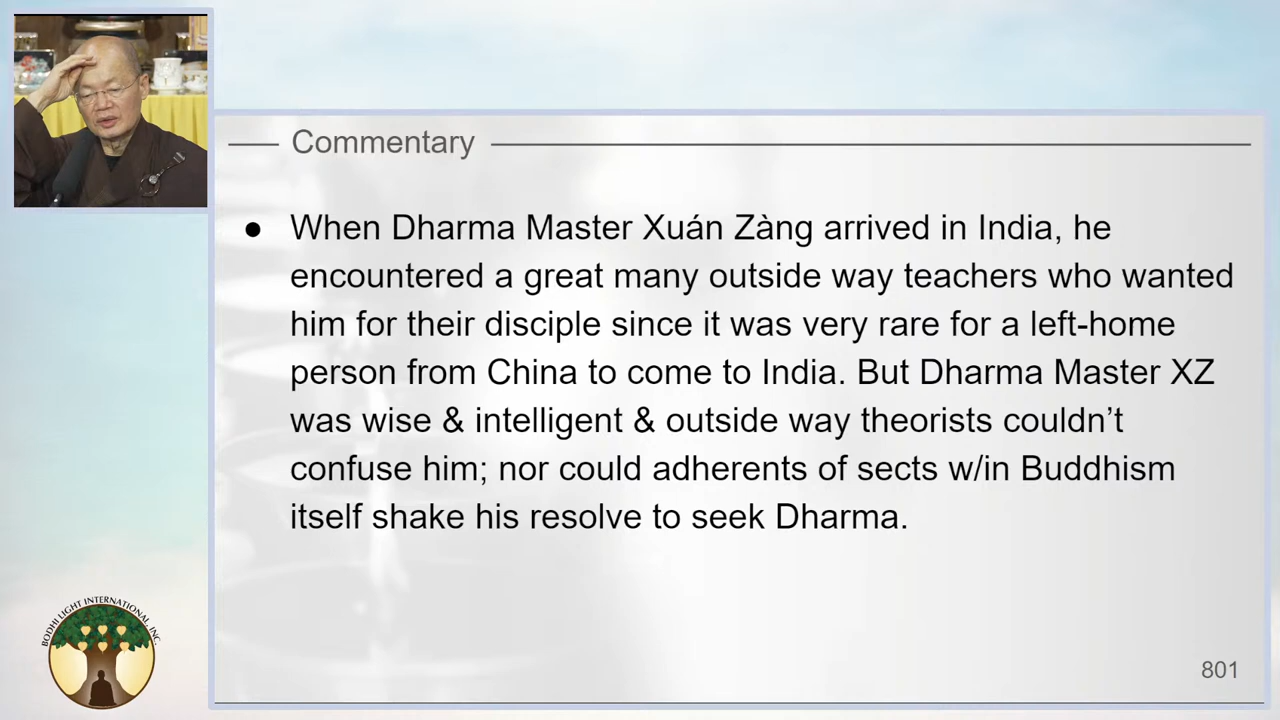 Commentary
● When Dharma Master Xuán Zàng arrived in India, he
encountered a great many outside way teachers who wanted
him for their disciple since it was very rare for a left-home
person from China to come to India. But Dharma Master XZ
was wise & intelligent & outside way theorists couldn’t
confuse him; nor could adherents of sects w/in Buddhism
itself shake his resolve to seek Dharma.
BODHI LIGHT INTERNATIONAL, INC.
801